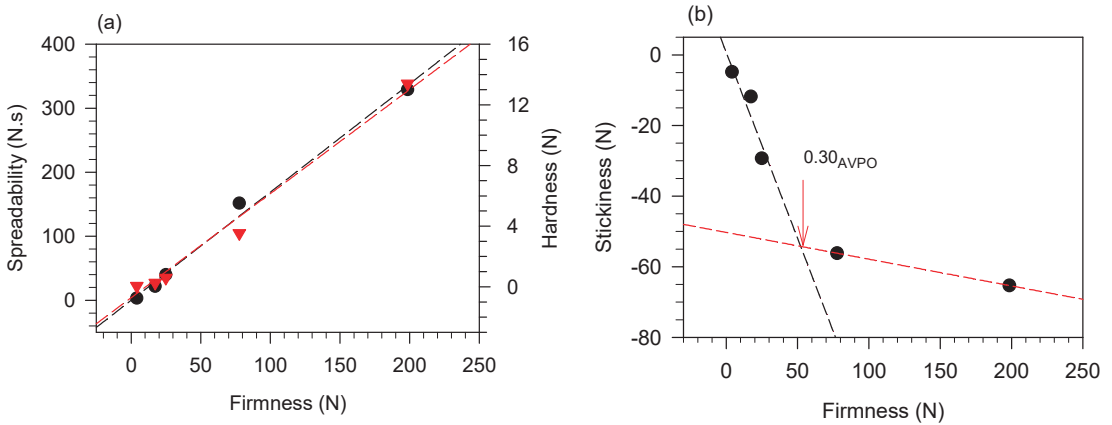 (a)
400
300
200
100
0
Spreadability (N.s)
16
12
8
4
0
Hardness (N)
0 50 100 150 200 250
Firmness (N)
(b)
0
-20
-40
-60
-80
Stickiness (N)
0.30AVPO
0 50 100 150 200 250
Firmness (N)